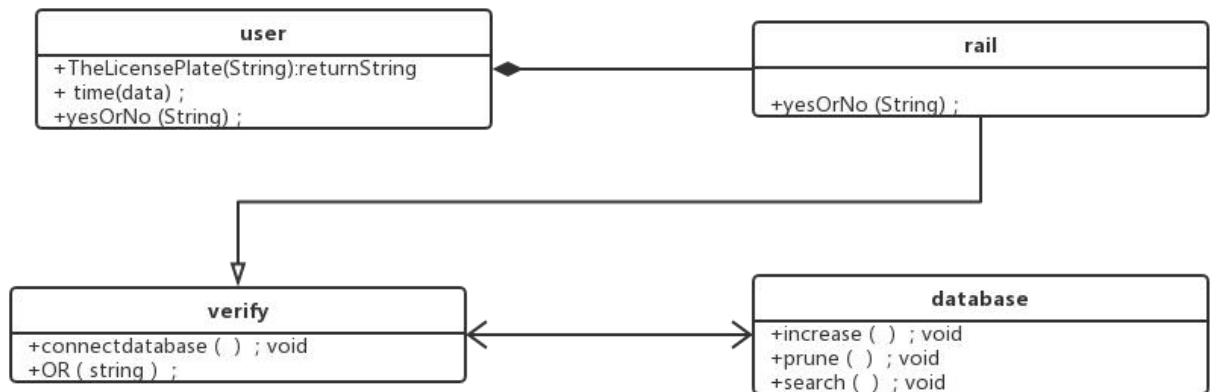 user
+TheLicensePlate(String):returnString
+ time(data) ;
+yesOrNo (String) ;
rail
+yesOrNo (String) ;
verify
+connectdatabase (  )  ; void
+OR ( string )  ;
database
+increase (  )  ; void
+prune (  )  ; void
+search (  )  ; void